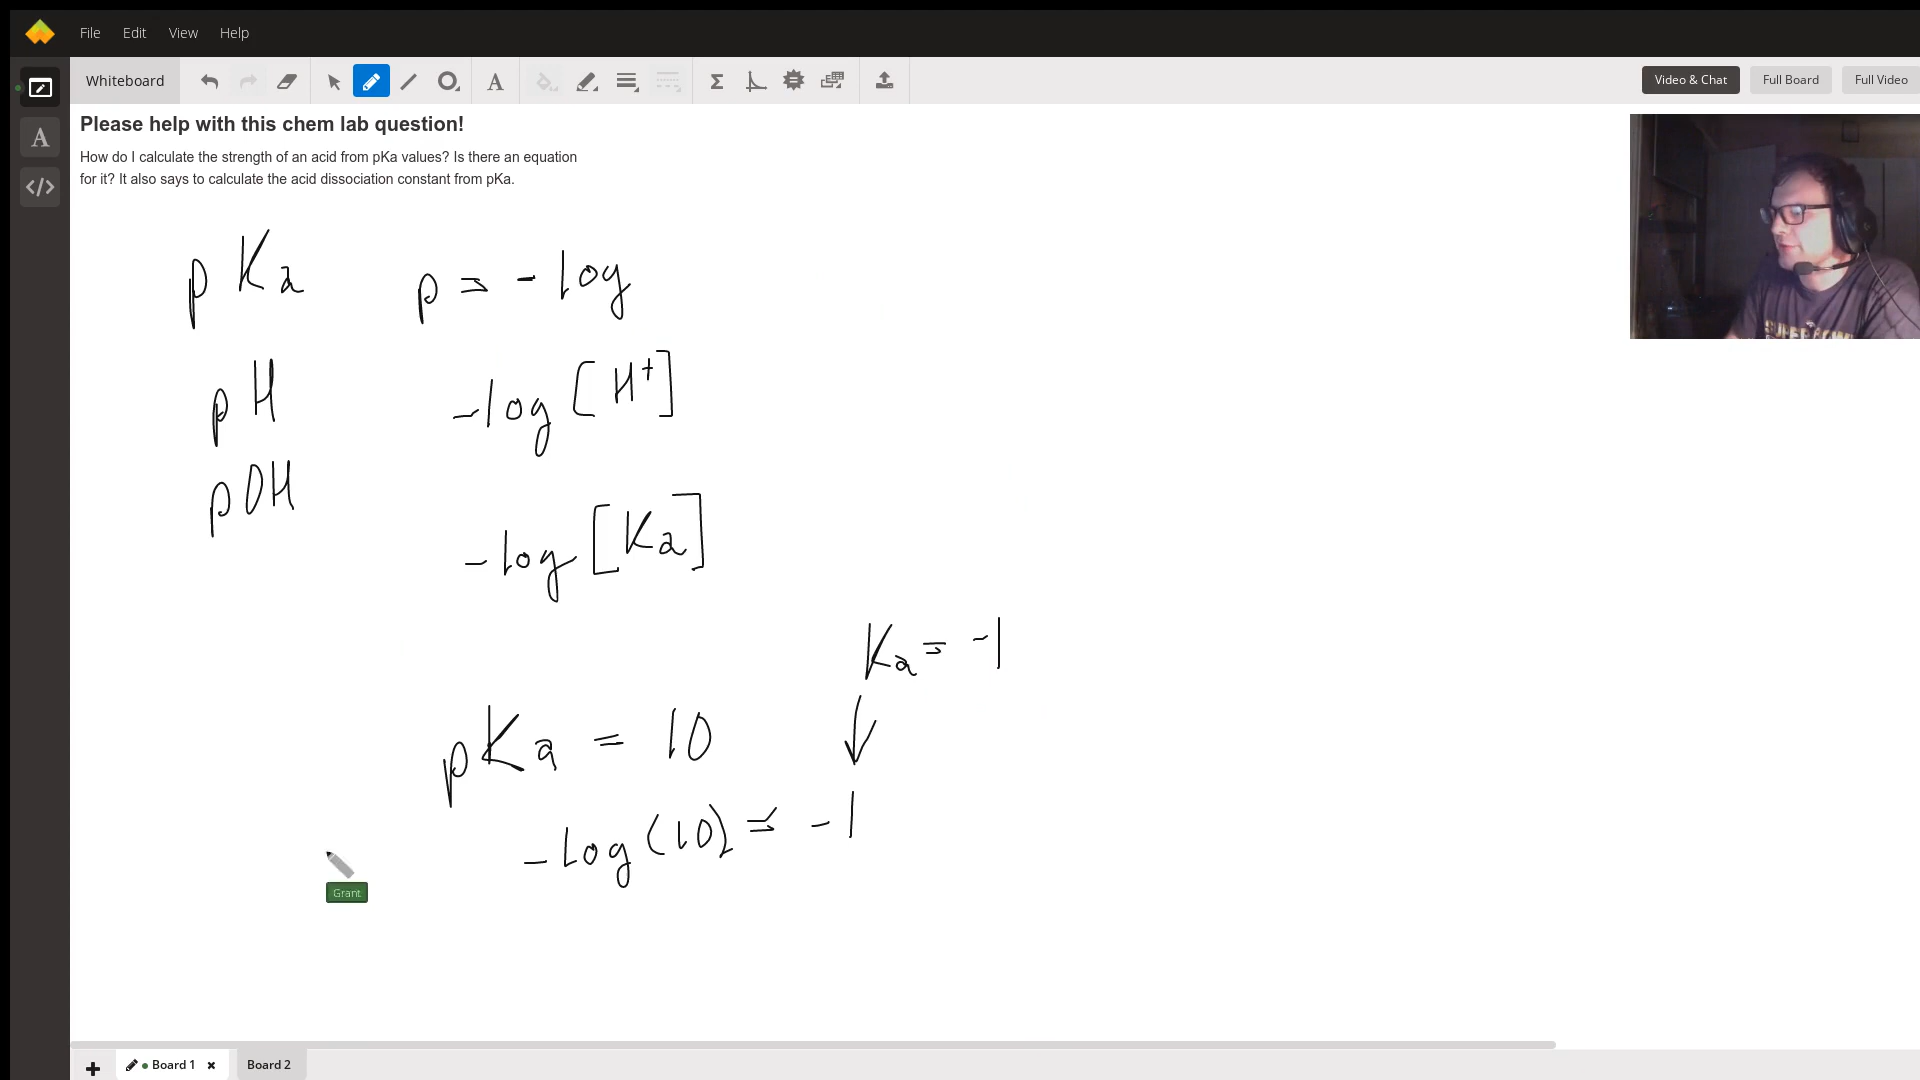 File Edit View Help
Whiteboard
A
Video & Chat Full Board Full Video
Please help with this chem lab question!
How do I calculate the strength of an acid from pKa values? Is there an equation
for it? It also says to calculate the acid dissociation constant from pKa.
A
</>
pKa p = -log
pH -log [H+]
pOH
-log [Ka]
Ka = -1
pKa = 10
-log(10) = -1
Grant
SUPER BOWL
+ Board 1 × Board 2